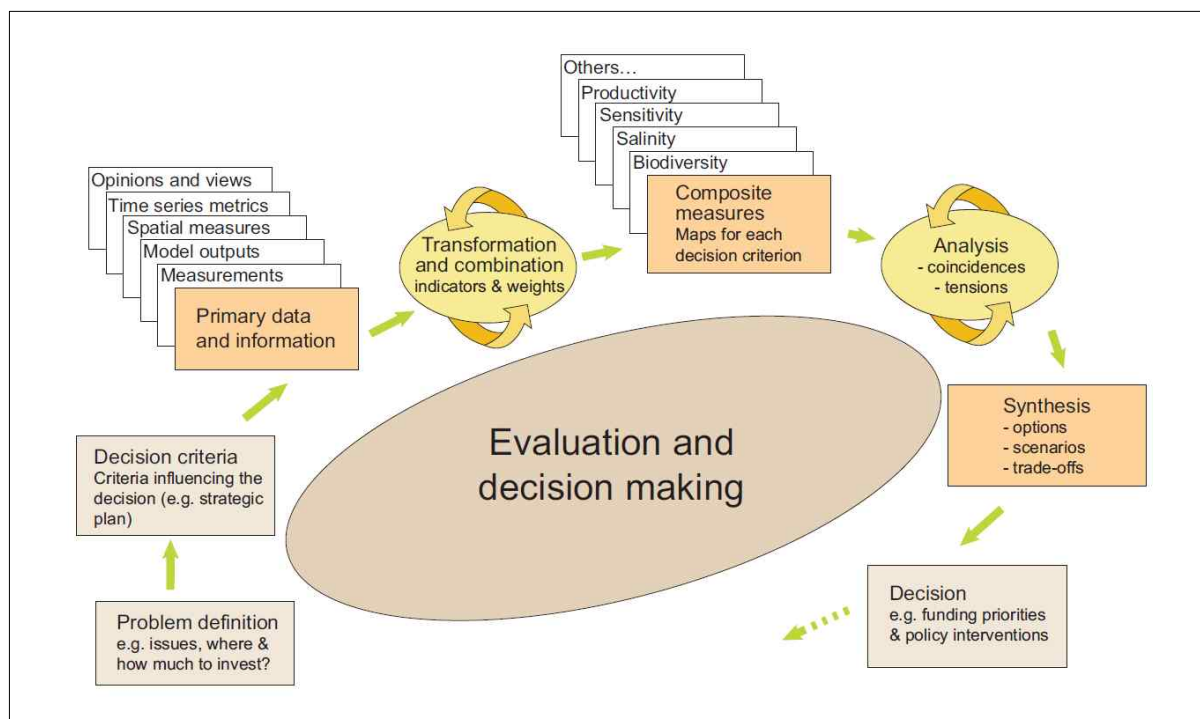 Others...
Productivity
Sensitivity
Salinity
Biodiversity
Composite
measures
Maps for each
decision criterion
Opinions and views
Time series metrics
Spatial measures
Model outputs
Measurements
Primary data
and information
Transformation
and combination
indicators & weights
Analysis
- coincidences
- tensions
Synthesis
- options
- scenarios
- trade-offs
Evaluation and
decision making
Decision criteria
Criteria influencing the
decision (e.g. strategic
plan)
Problem definition
e.g. issues, where &
how much to invest?
Decision
e.g. funding priorities
& policy interventions